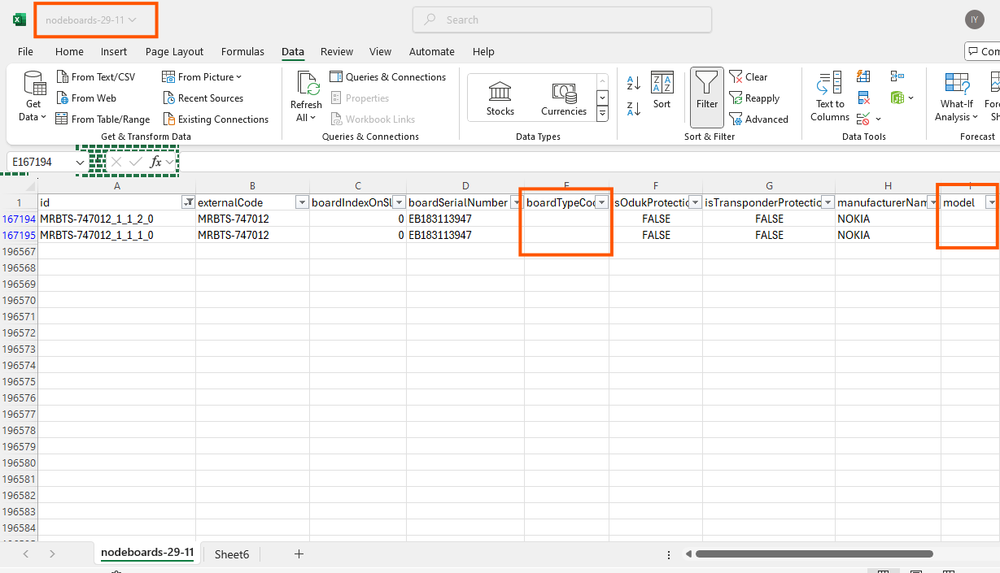 nodeboards-29-11
Search
IY
File Home Insert Page Layout Formulas Data Review View Automate Help
Get Data
From Text/CSV
From Web
From Table/Range
From Picture
Recent Sources
Existing Connections
Get & Transform Data
Refresh All
Queries & Connections
Properties
Workbook Links
Queries & Connections
Stocks
Currencies
Data Types
Sort
Filter
Clear
Reapply
Advanced
Sort & Filter
Text to Columns
Data Tools
What-If Analysis
Forecast
E167194
fx
A B C D E F G H I
1 id externalCode boardIndexOnSl boardSerialNumber boardTypeCod sOdukProtectio isTransponderProtectio manufacturerNam model
167194 MRBTS-747012_1_1_2_0 MRBTS-747012 0 EB183113947 FALSE FALSE NOKIA
167195 MRBTS-747012_1_1_1_0 MRBTS-747012 0 EB183113947 FALSE FALSE NOKIA
196567
196568
196569
196570
196571
196572
196573
196574
196575
196576
196577
196578
196579
196580
196581
196582
196583
196584
nodeboards-29-11 Sheet6